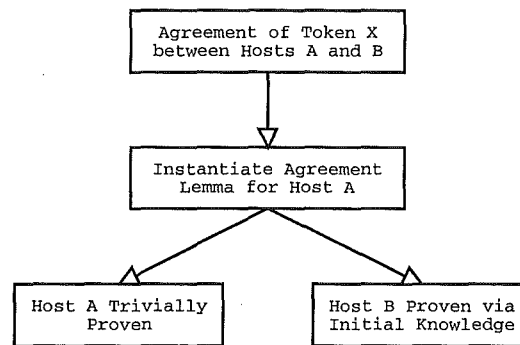 Agreement of Token X
between Hosts A and B
Instantiate Agreement
Lemma for Host A
Host A Trivially
Proven
Host B Proven via
Initial Knowledge